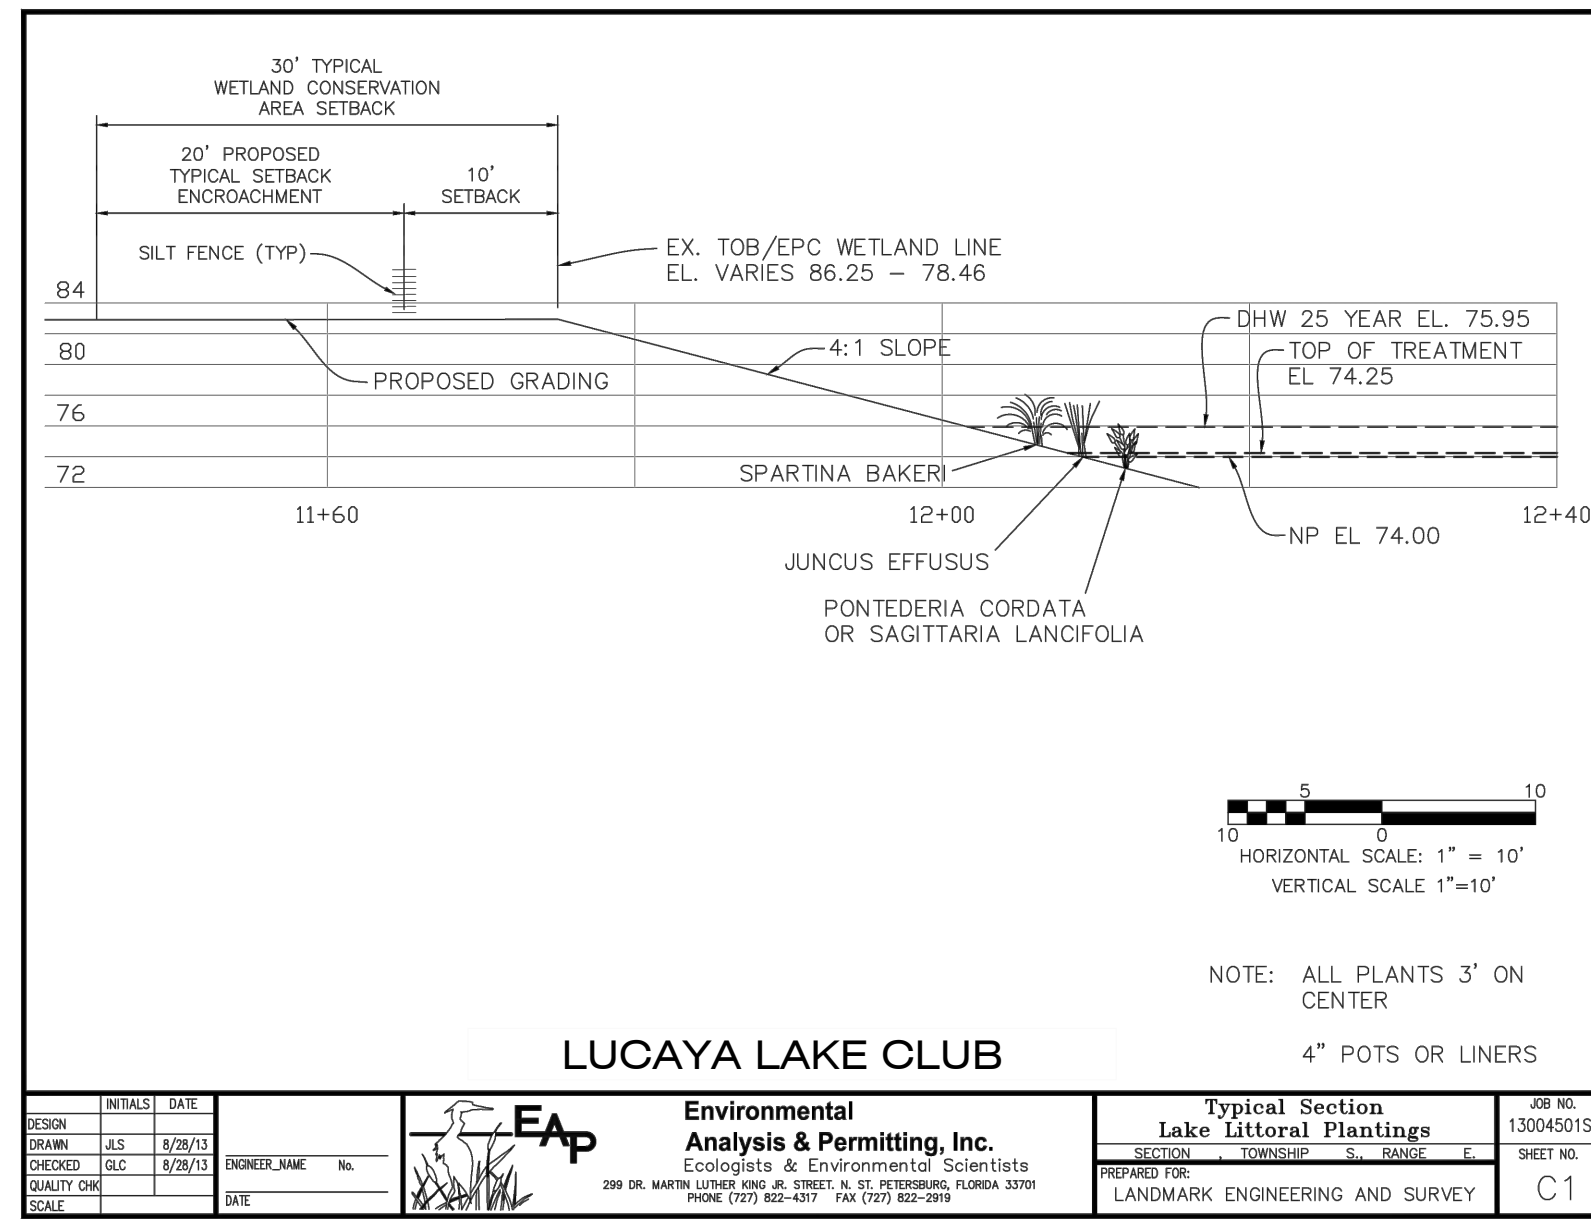 30' TYPICAL
WETLAND CONSERVATION
AREA SETBACK
20' PROPOSED
TYPICAL SETBACK
ENCROACHMENT
10'
SETBACK
SILT FENCE (TYP)
EX. TOB/EPC WETLAND LINE
EL. VARIES 86.25 – 78.46
84
80
76
72
DHW 25 YEAR EL. 75.95
TOP OF TREATMENT
EL 74.25
4:1 SLOPE
PROPOSED GRADING
SPARTINA BAKERI
11+60
12+00
12+40
NP EL 74.00
JUNCUS EFFUSUS
PONTEDERIA CORDATA
OR SAGITTARIA LANCIFOLIA
5 10
10 0
HORIZONTAL SCALE: 1" = 10'
VERTICAL SCALE 1"=10'
NOTE: ALL PLANTS 3' ON
CENTER
4" POTS OR LINERS
LUCAYA LAKE CLUB
INITIALS DATE
DESIGN
DRAWN JLS 8/28/13
CHECKED GLC 8/28/13
QUALITY CHK
SCALE
ENGINEER_NAME No.
DATE
EAP
Environmental
Analysis & Permitting, Inc.
Ecologists & Environmental Scientists
299 DR. MARTIN LUTHER KING JR. STREET. N. ST. PETERSBURG, FLORIDA 33701
PHONE (727) 822–4317 FAX (727) 822–2919
Typical Section
Lake Littoral Plantings
SECTION , TOWNSHIP S., RANGE E.
PREPARED FOR:
LANDMARK ENGINEERING AND SURVEY
JOB NO.
13004501S
SHEET NO.
C1